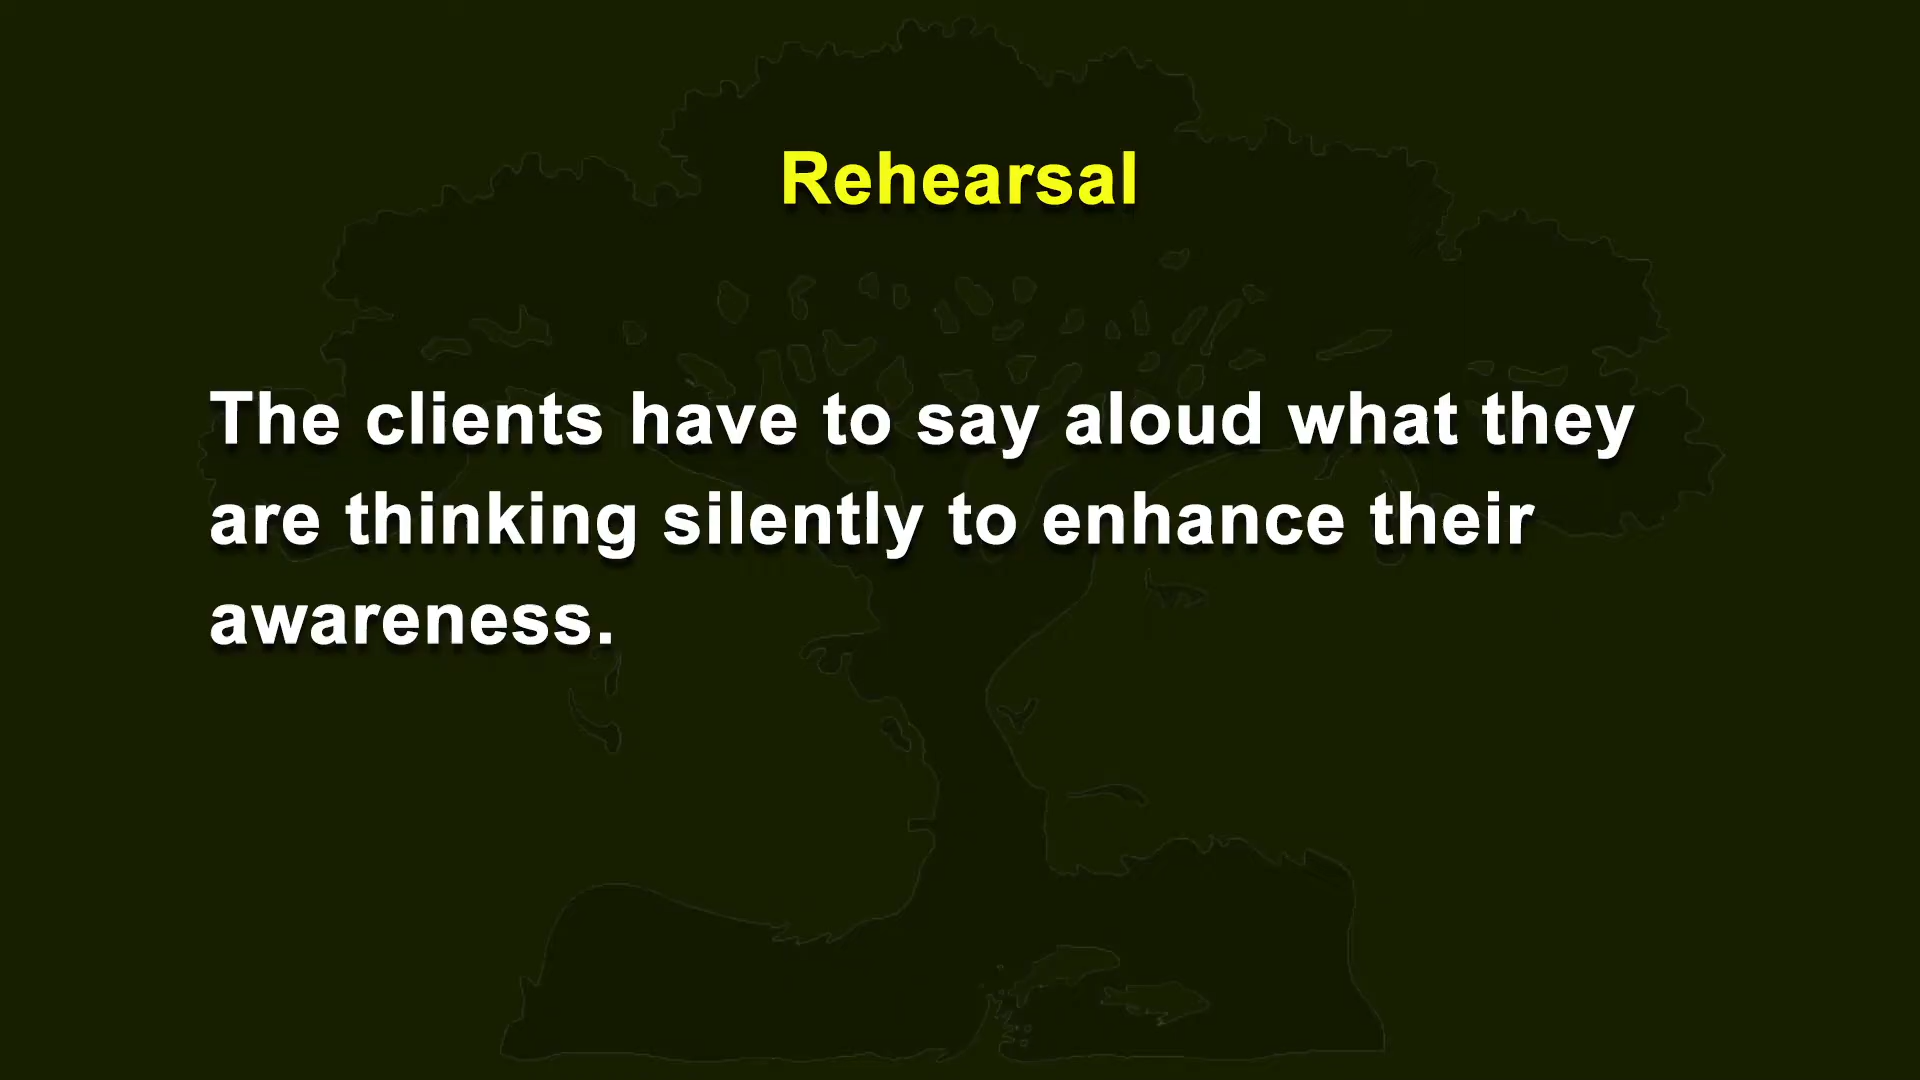 Rehearsal
The clients have to say aloud what they
are thinking silently to enhance their
awareness.